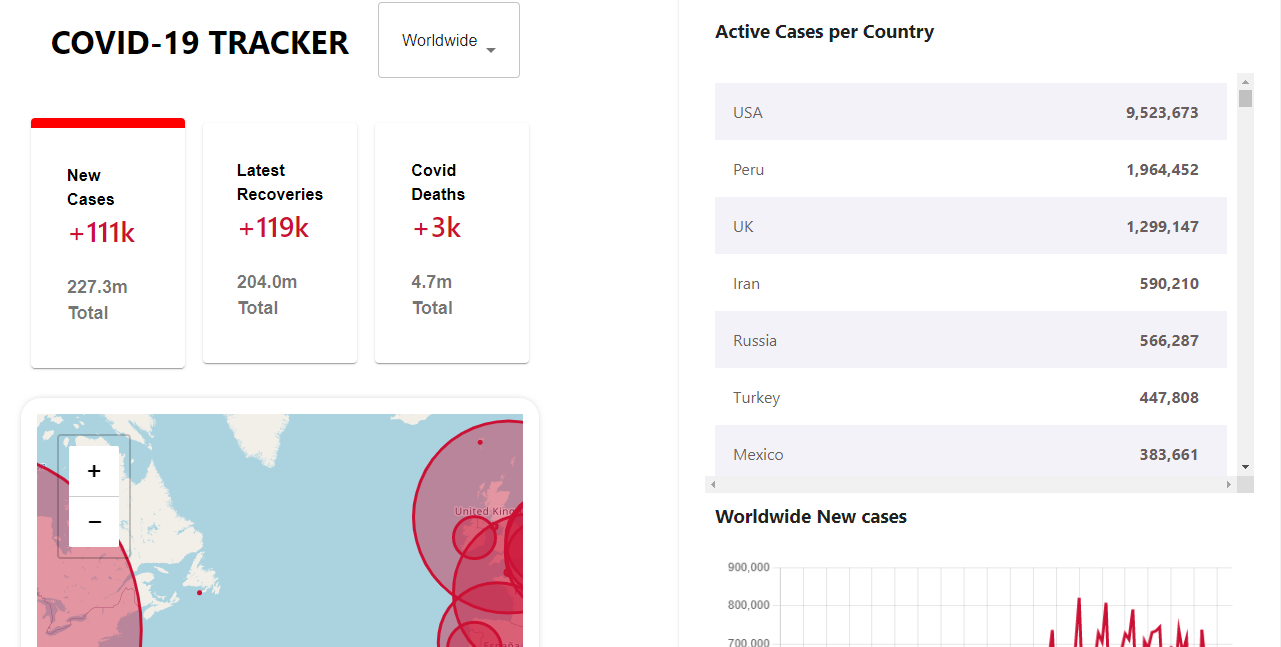 COVID-19 TRACKER
Worldwide
New
Cases
+111k
227.3m
Total
Latest
Recoveries
+119k
204.0m
Total
Covid
Deaths
+3k
4.7m
Total
+
−
United King
Active Cases per Country
USA 9,523,673
Peru 1,964,452
UK 1,299,147
Iran 590,210
Russia 566,287
Turkey 447,808
Mexico 383,661
Worldwide New cases
900,000
800,000
700,000